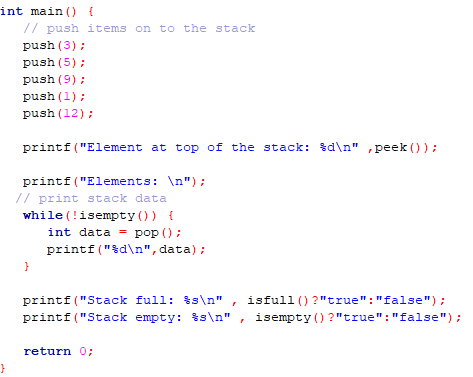 int main() {
   // push items on to the stack
   push(3);
   push(5);
   push(9);
   push(1);
   push(12);

   printf("Element at top of the stack: %d\n" ,peek());

   printf("Elements: \n");
  // print stack data
   while(!isempty()) {
      int data = pop();
      printf("%d\n",data);
   }

   printf("Stack full: %s\n" , isfull()?"true":"false");
   printf("Stack empty: %s\n" , isempty()?"true":"false");

   return 0;
}